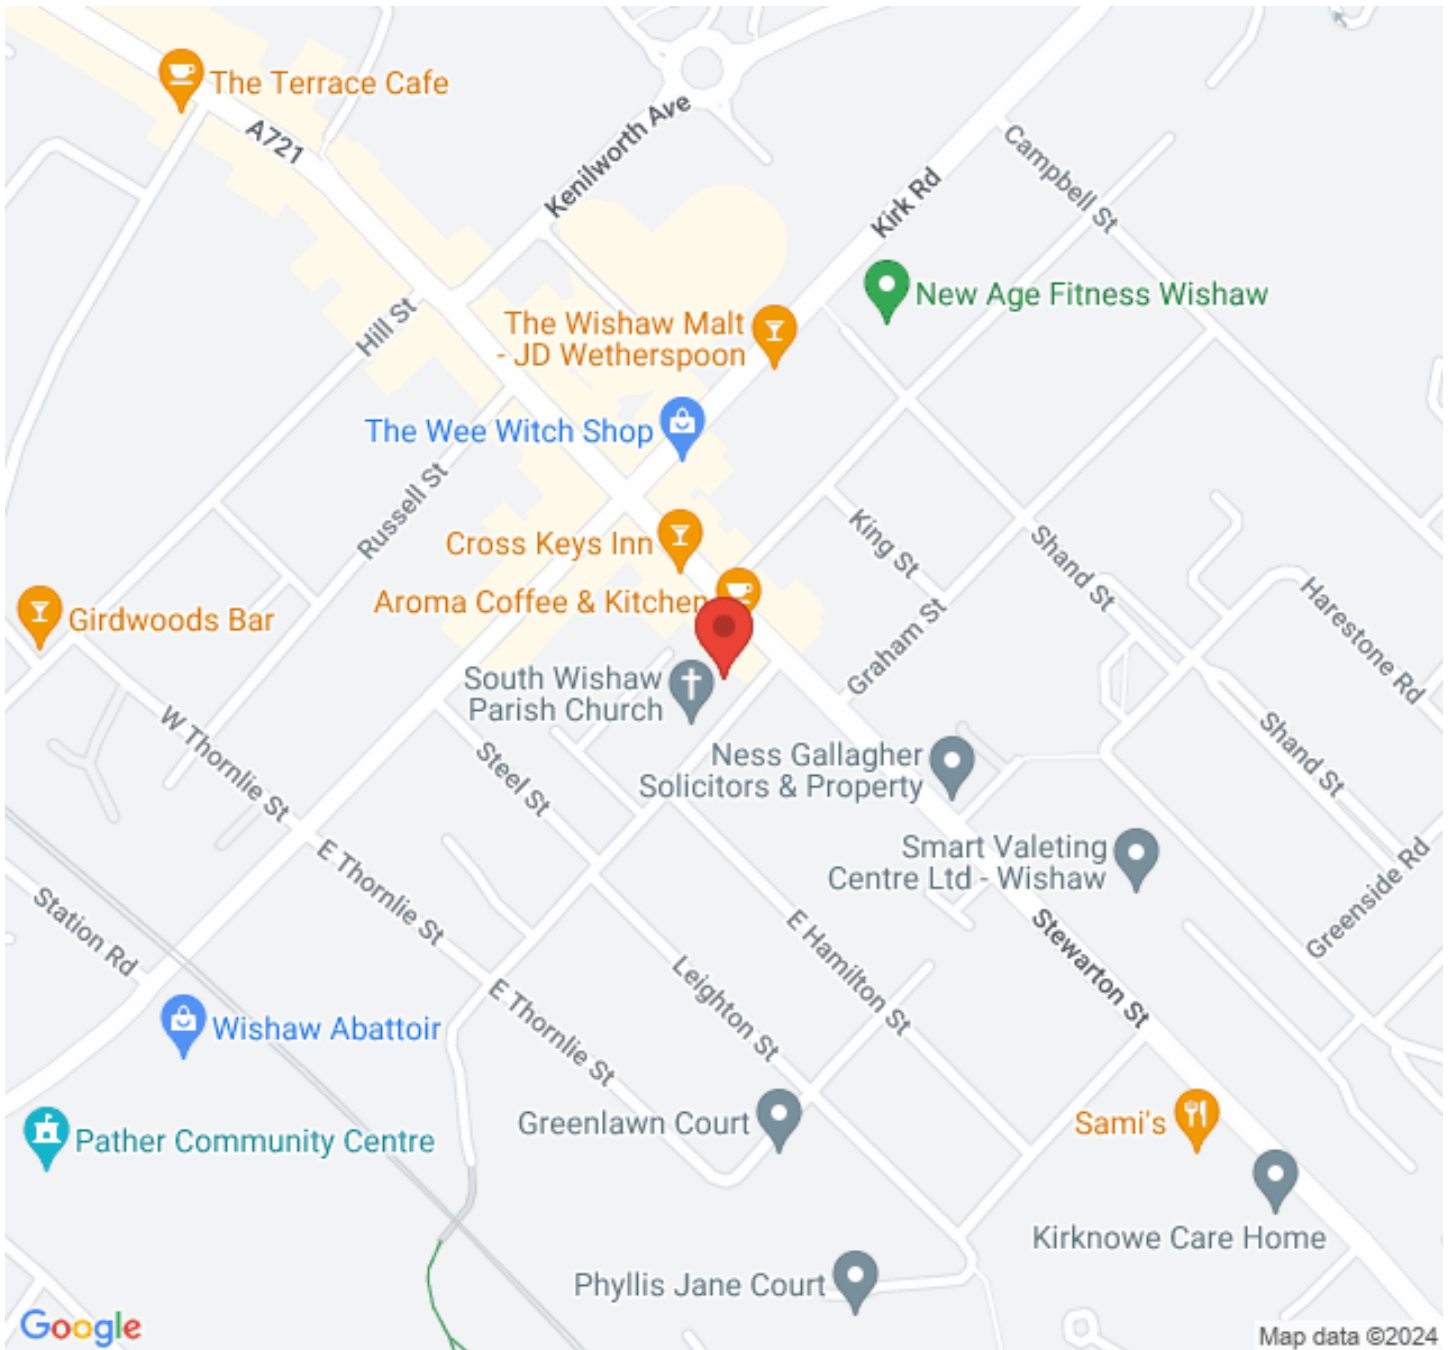 The Terrace Cafe
A721
Kenilworth Ave
Campbell St
Kirk Rd
New Age Fitness Wishaw
Hill St
The Wishaw Malt
- JD Wetherspoon
The Wee Witch Shop
Russell St
King St
Shand St
Cross Keys Inn
Aroma Coffee & Kitchen
Girdwoods Bar
Graham St
Harestone Rd
South Wishaw
Parish Church
W Thornlie St
Steel St
Ness Gallagher
Solicitors & Property
Shand St
E Thornlie St
Smart Valeting
Centre Ltd - Wishaw
Greenside Rd
Station Rd
E Hamilton St
Stewarton St
Leighton St
E Thornlie St
Wishaw Abattoir
Greenlawn Court
Sami's
Pather Community Centre
Kirknowe Care Home
Phyllis Jane Court
Google
Map data ©2024